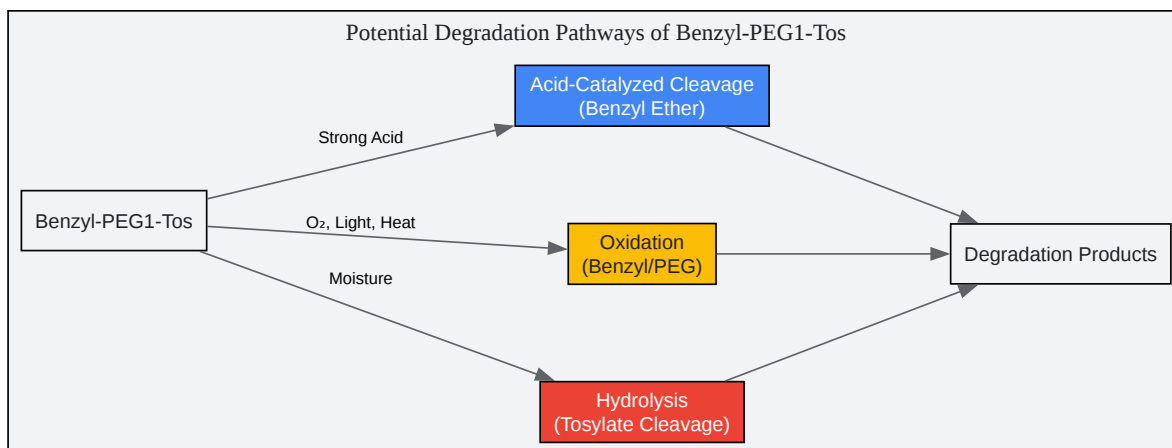 Potential Degradation Pathways of Benzyl-PEG1-Tos
Acid-Catalyzed Cleavage
(Benzyl Ether)
Strong Acid
Benzyl-PEG1-Tos
O₂, Light, Heat
Oxidation
(Benzyl/PEG)
Degradation Products
Moisture
Hydrolysis
(Tosylate Cleavage)